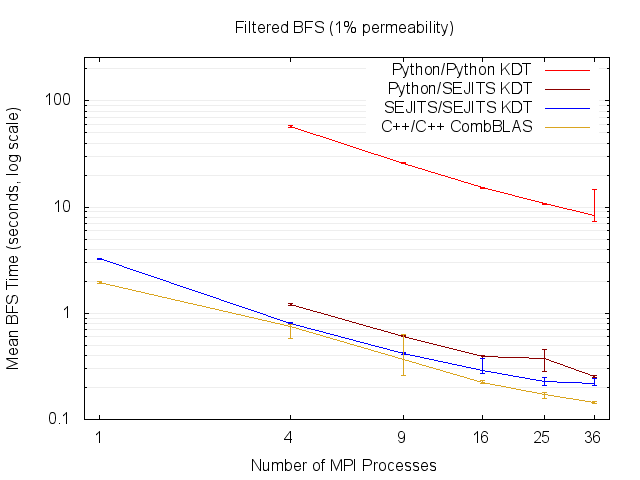 Filtered BFS (1% permeability)
Python/Python KDT
Python/SEJITS KDT
SEJITS/SEJITS KDT
C++/C++ CombBLAS
Mean BFS Time (seconds, log scale)
100
10
1
0.1
1 4 9 16 25 36
Number of MPI Processes